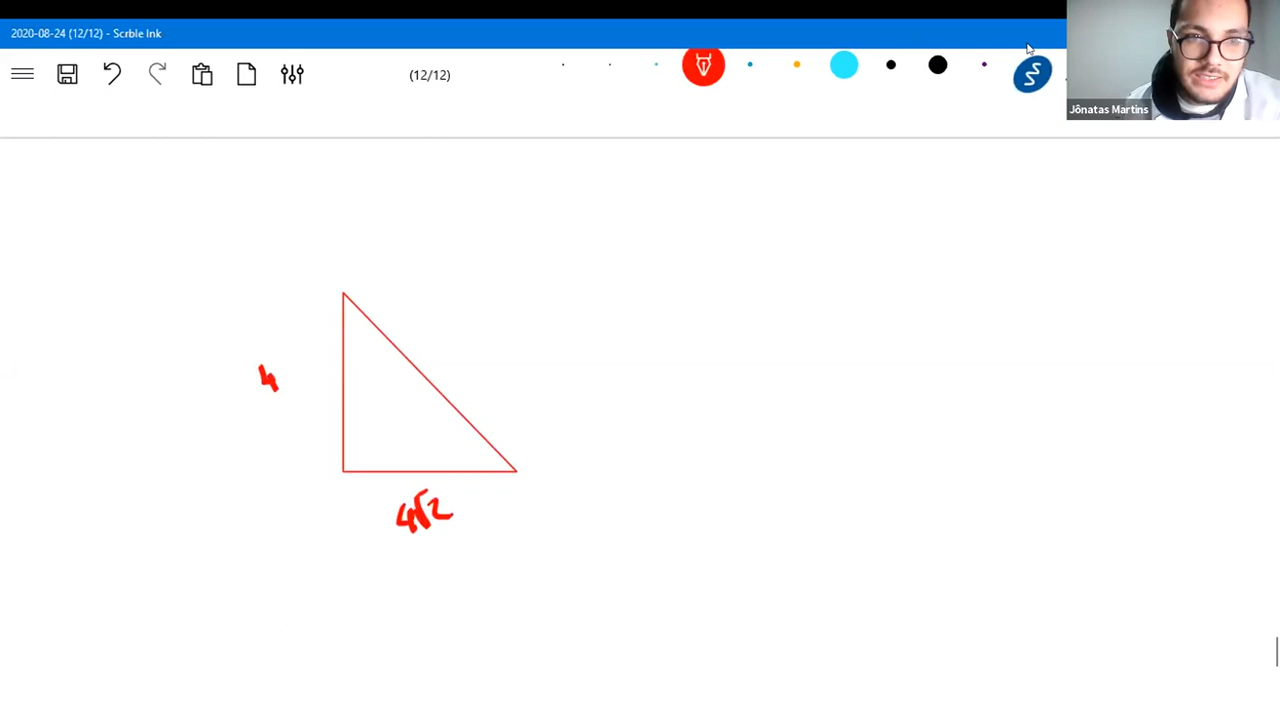 2020-08-24 (12/12) - Scrble Ink
(12/12)
Jônatas Martins
4
4√2